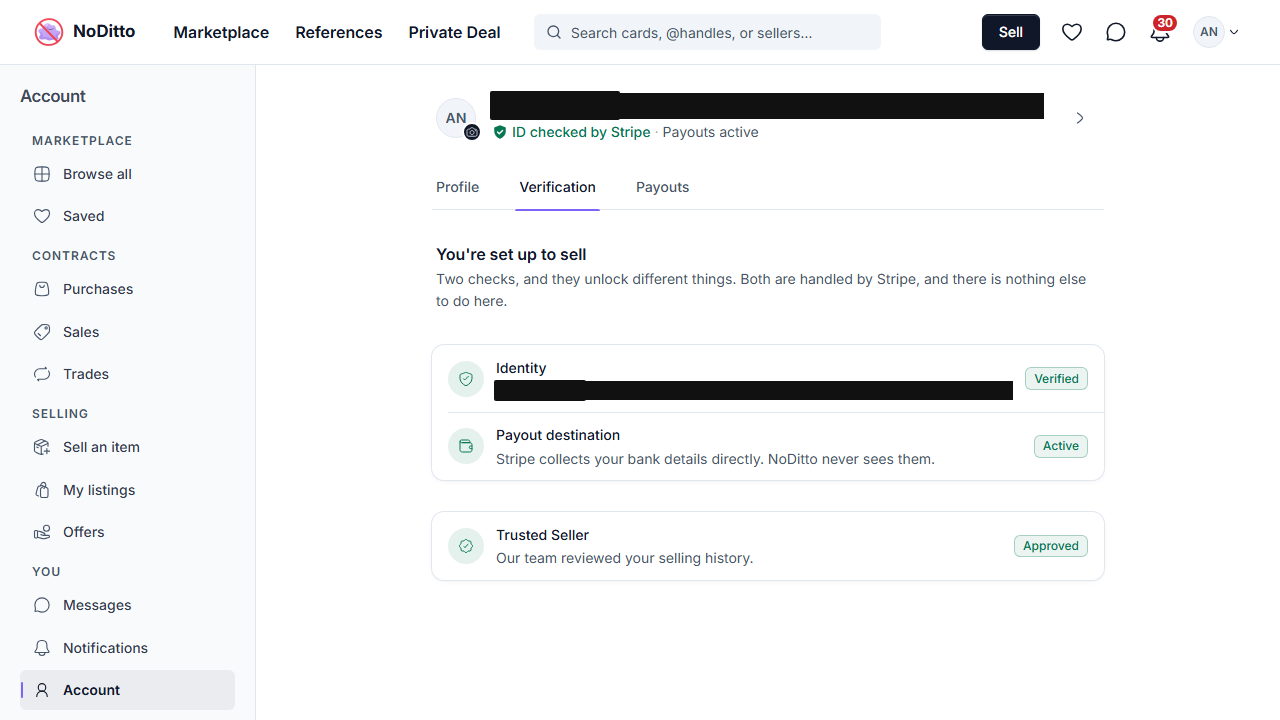 NoDitto
Marketplace
References
Private Deal
Search cards, @handles, or sellers...
Sell
30
AN
Account
MARKETPLACE
Browse all
Saved
CONTRACTS
Purchases
Sales
Trades
SELLING
Sell an item
My listings
Offers
YOU
Messages
Notifications
Account
AN
ID checked by Stripe · Payouts active
Profile
Verification
Payouts
You're set up to sell
Two checks, and they unlock different things. Both are handled by Stripe, and there is nothing else
to do here.
Identity
Verified
Payout destination
Stripe collects your bank details directly. NoDitto never sees them.
Active
Trusted Seller
Our team reviewed your selling history.
Approved